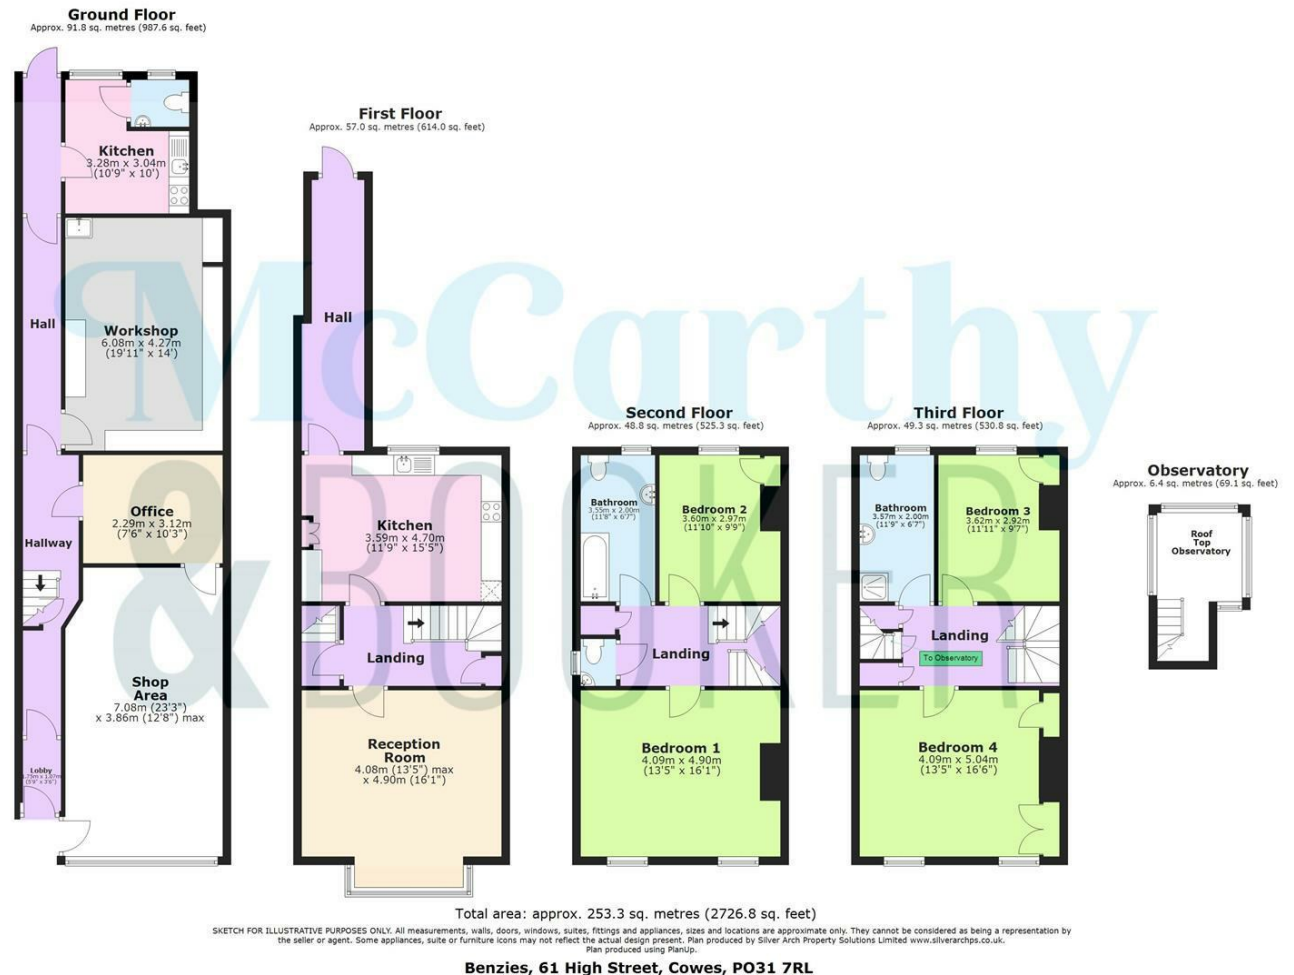 Ground Floor
Approx. 91.8 sq. metres (987.6 sq. feet)
Kitchen
3.28m x 3.04m
(10'9" x 10')
Hall
Workshop
6.08m x 4.27m
(19'11" x 14')
Office
2.29m x 3.12m
(7'6" x 10'3")
Hallway
Shop
Area
7.08m (23'3")
x 3.86m (12'8") max
Lobby
1.75m x 1.07m
(5'9" x 3'6")
First Floor
Approx. 57.0 sq. metres (614.0 sq. feet)
Hall
Kitchen
3.59m x 4.70m
(11'9" x 15'5")
Landing
Reception
Room
4.08m (13'5") max
x 4.90m (16'1")
Second Floor
Approx. 48.8 sq. metres (525.3 sq. feet)
Bathroom
3.55m x 2.00m
(11'8" x 6'7")
Bedroom 2
3.60m x 2.97m
(11'10" x 9'9")
Landing
Bedroom 1
4.09m x 4.90m
(13'5" x 16'1")
Third Floor
Approx. 49.3 sq. metres (530.8 sq. feet)
Bathroom
3.57m x 2.00m
(11'9" x 6'7")
Bedroom 3
3.62m x 2.92m
(11'11" x 9'7")
Landing
To Observatory
Bedroom 4
4.09m x 5.04m
(13'5" x 16'6")
Observatory
Approx. 6.4 sq. metres (69.1 sq. feet)
Roof
Top
Observatory
McCarthy
& BOOKER
Total area: approx. 253.3 sq. metres (2726.8 sq. feet)
SKETCH FOR ILLUSTRATIVE PURPOSES ONLY. All measurements, walls, doors, windows, suites, fittings and appliances, sizes and locations are approximate only. They cannot be considered as being a representation by
the seller or agent. Some appliances, suite or furniture icons may not reflect the actual design present. Plan produced by Silver Arch Property Solutions Limited www.silverarchps.co.uk.
Plan produced using PlanUp.
Benzies, 61 High Street, Cowes, PO31 7RL